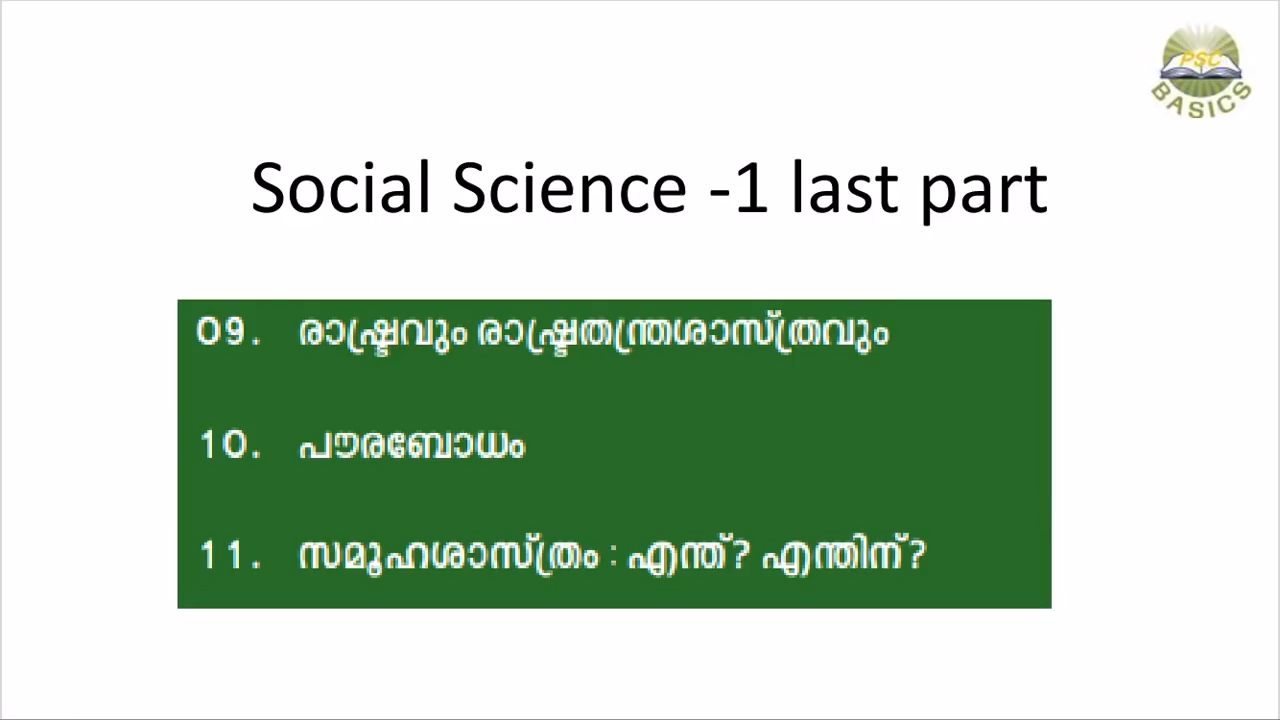 PSC
BASICS
Social Science -1 last part
09. രാഷ്ട്രവും രാഷ്ട്രതന്ത്രശാസ്ത്രവും
10. പൗരബോധം
11. സമൂഹശാസ്ത്രം : എന്ത്? എന്തിന്?